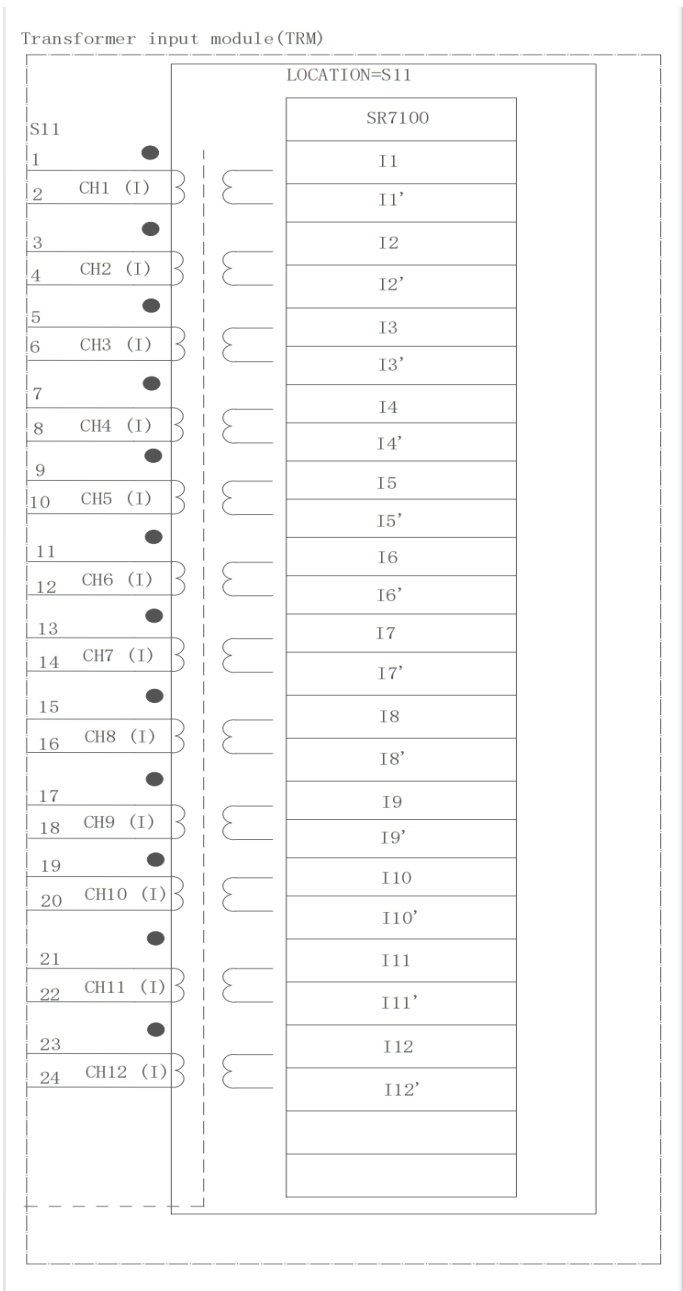 Transformer input module(TRM)
LOCATION=S11
SR7100
S11
1
I1
CH1 (I)
2
I1'
3
I2
CH2 (I)
4
I2'
5
I3
6
CH3 (I)
I3'
7
I4
8
CH4 (I)
I4'
9
I5
10
CH5 (I)
I5'
11
I6
12
CH6 (I)
I6'
13
I7
14
CH7 (I)
I7'
15
I8
16
CH8 (I)
I8'
17
I9
18
CH9 (I)
I9'
19
I10
20
CH10 (I)
I10'
21
I11
22
CH11 (I)
I11'
23
I12
24
CH12 (I)
I12'